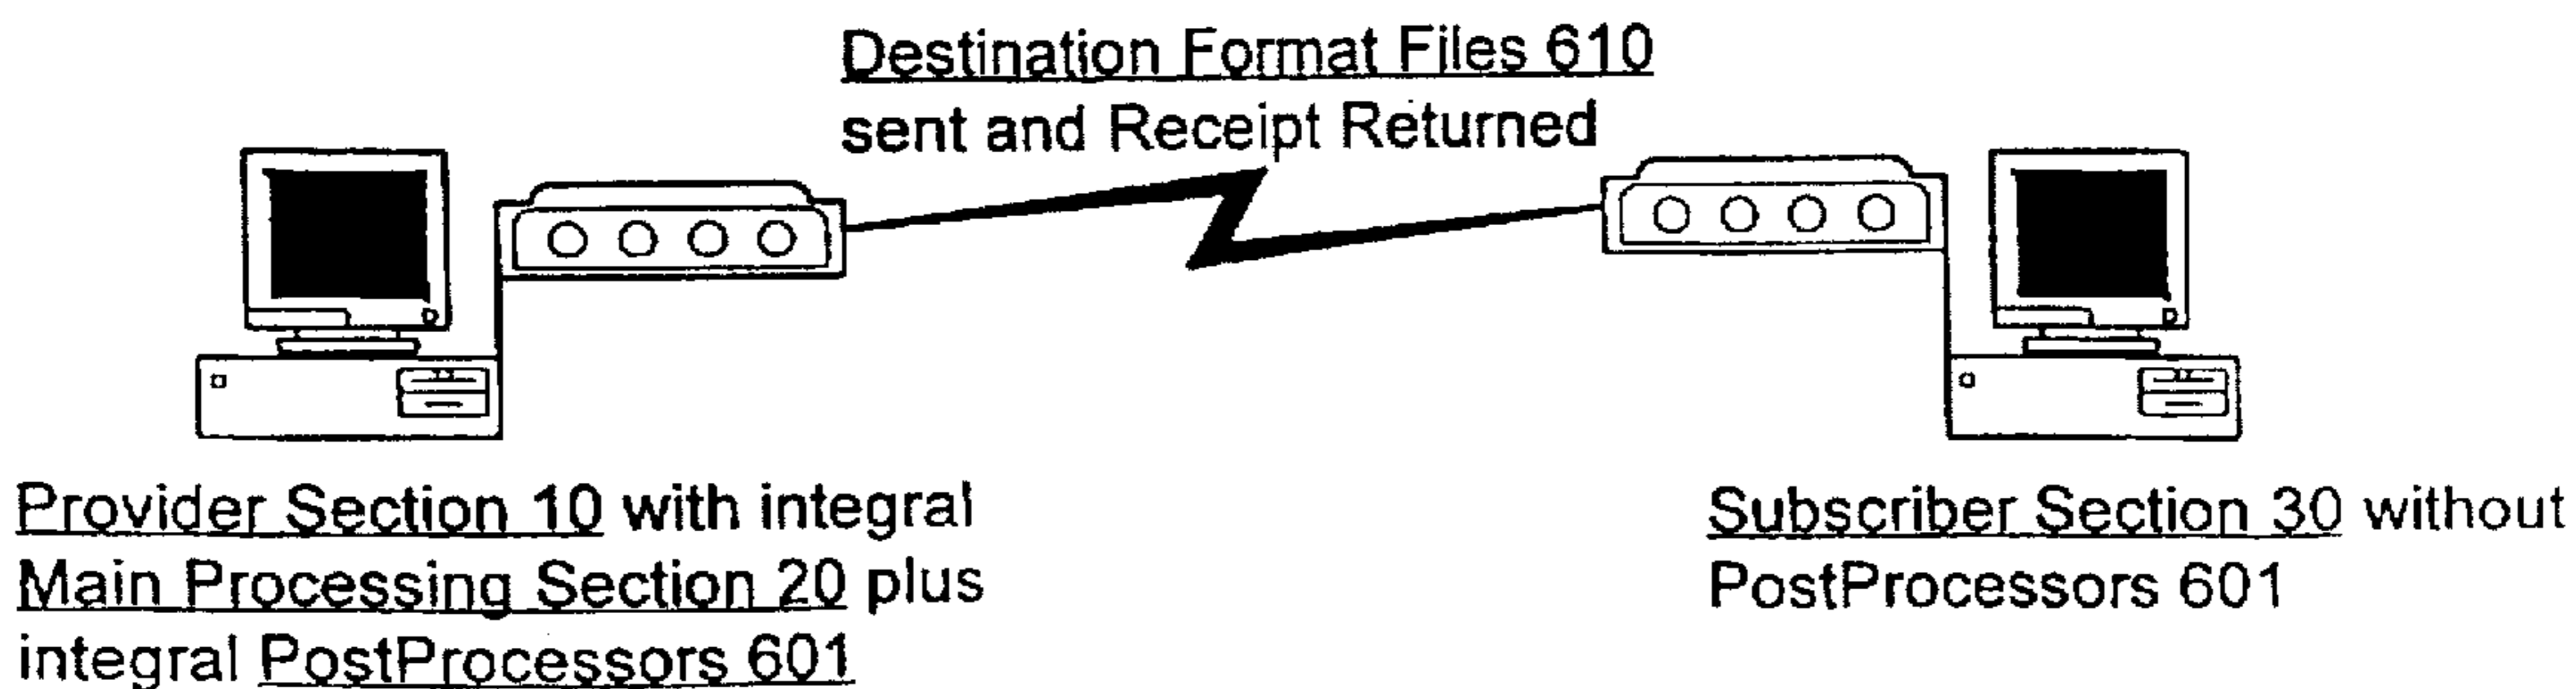 Destination Format Files 610
sent and Receipt Returned
Provider Section 10 with integral
Main Processing Section 20 plus
integral PostProcessors 601
Subscriber Section 30 without
PostProcessors 601